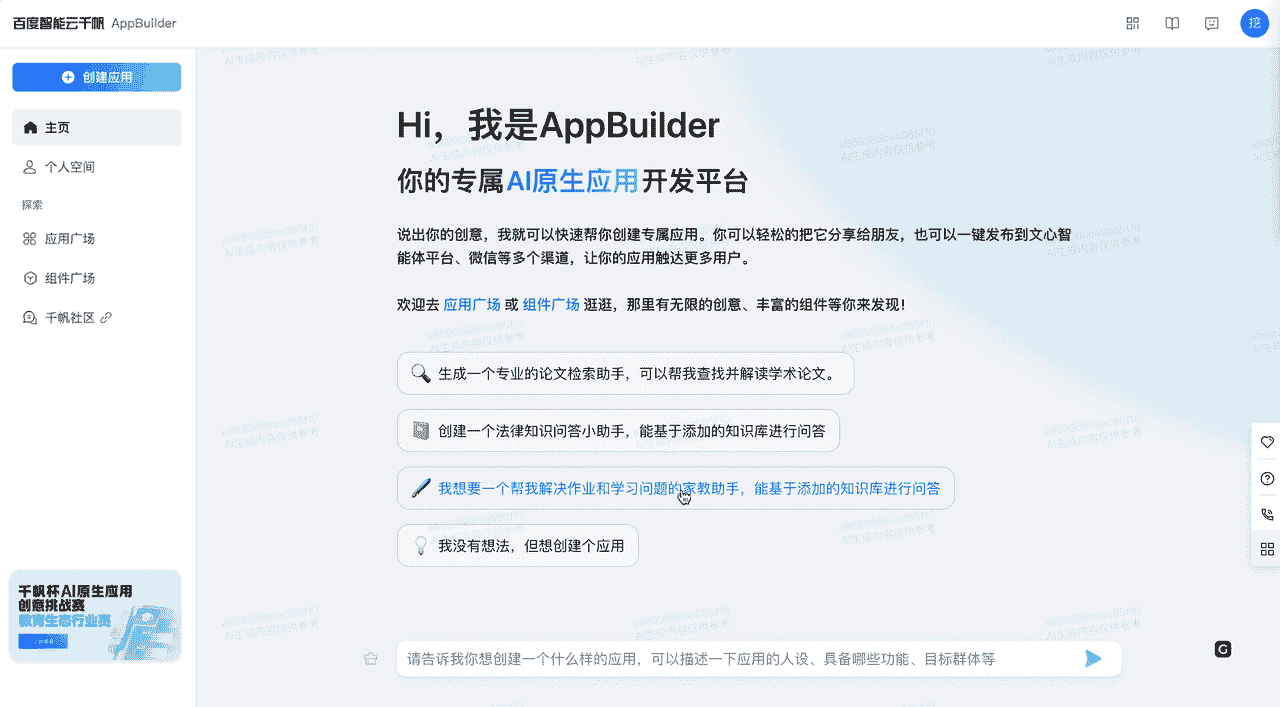 百度智能云千帆 AppBuilder
挖
创建应用
主页
个人空间
探索
应用广场
组件广场
千帆社区
Hi，我是AppBuilder
你的专属AI原生应用开发平台
说出你的创意，我就可以快速帮你创建专属应用。你可以轻松的把它分享给朋友，也可以一键发布到文心智
能体平台、微信等多个渠道，让你的应用触达更多用户。
欢迎去 应用广场 或 组件广场 逛逛，那里有无限的创意、丰富的组件等你来发现！
生成一个专业的论文检索助手，可以帮我查找并解读学术论文。
创建一个法律知识问答小助手，能基于添加的知识库进行问答
我想要一个帮我解决作业和学习问题的家教助手，能基于添加的知识库进行问答
我没有想法，但想创建个应用
千帆杯AI原生应用
创意挑战赛
教育生态行业赛
请告诉我你想创建一个什么样的应用，可以描述一下应用的人设、具备哪些功能、目标群体等
G
AI生成内容仅供参考